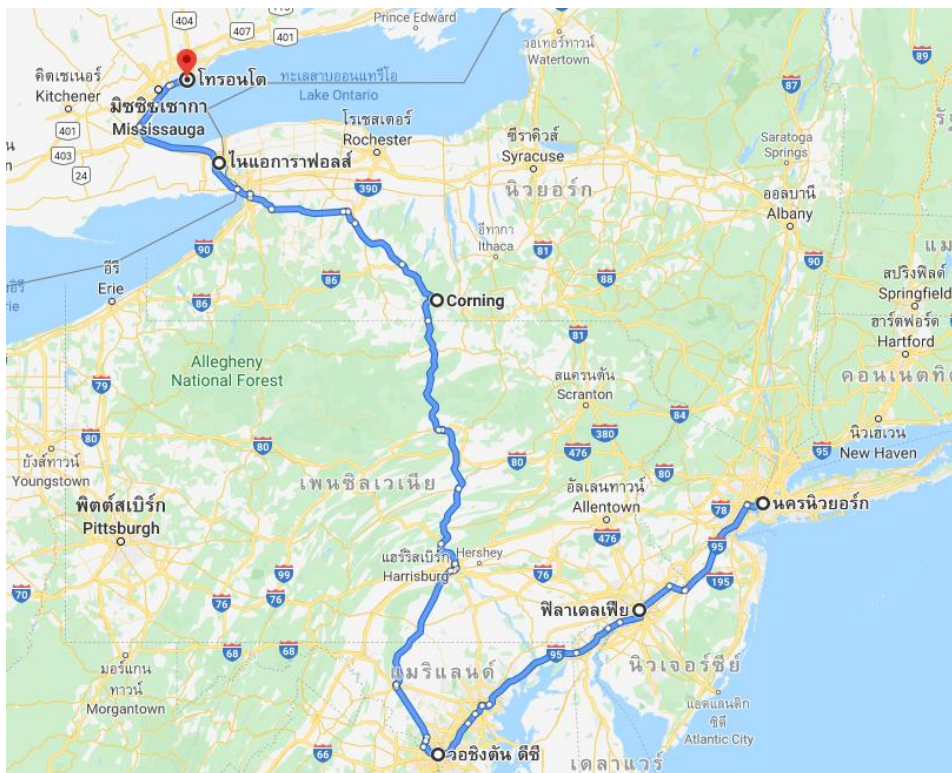 404
407
401
Prince Edward
วอเทอร์ทาวน์
Watertown
89
87
คิตเชเนอร์
Kitchener
โทรอนโต
ทะเลสาบออนแทรีโอ
Lake Ontario
มิซซิซซอากา
Mississauga
401
403
24
โรเชสเตอร์
Rochester
ซีราคิวส์
Syracuse
Saratoga
Springs
ไนแอการาฟอลส์
390
นิวยอร์ก
ออลบานี
Albany
90
อีทากา
Ithaca
81
90
อีรี
Erie
86
86
88
สปริงฟิลด์
Springfield
ฮาร์ตฟอร์ด
Hartford
Corning
81
Allegheny
National Forest
79
สแครนตัน
Scranton
84
คอนเนตทิ
380
476
นิวเฮเวน
New Haven
95
80
80
80
80
ยังส์ทาวน์
Youngstown
เพนซิลเวเนีย
อัลเลนทาวน์
Allentown
78
นครนิวยอร์ก
พิตต์สเบิร์ก
Pittsburgh
476
95
แฮร์ริสเบิร์ก
Harrisburg
Hershey
99
76
195
70
76
76
ฟิลาเดลเฟีย
68
68
95
นิวเจอร์ซีย์
มอร์แกน
ทาวน์
Morgantown
แมริแลนด์
แอตแลนติก
ซิตี
Atlantic City
66
วอชิงตัน ดีซี
เดลาแวร์